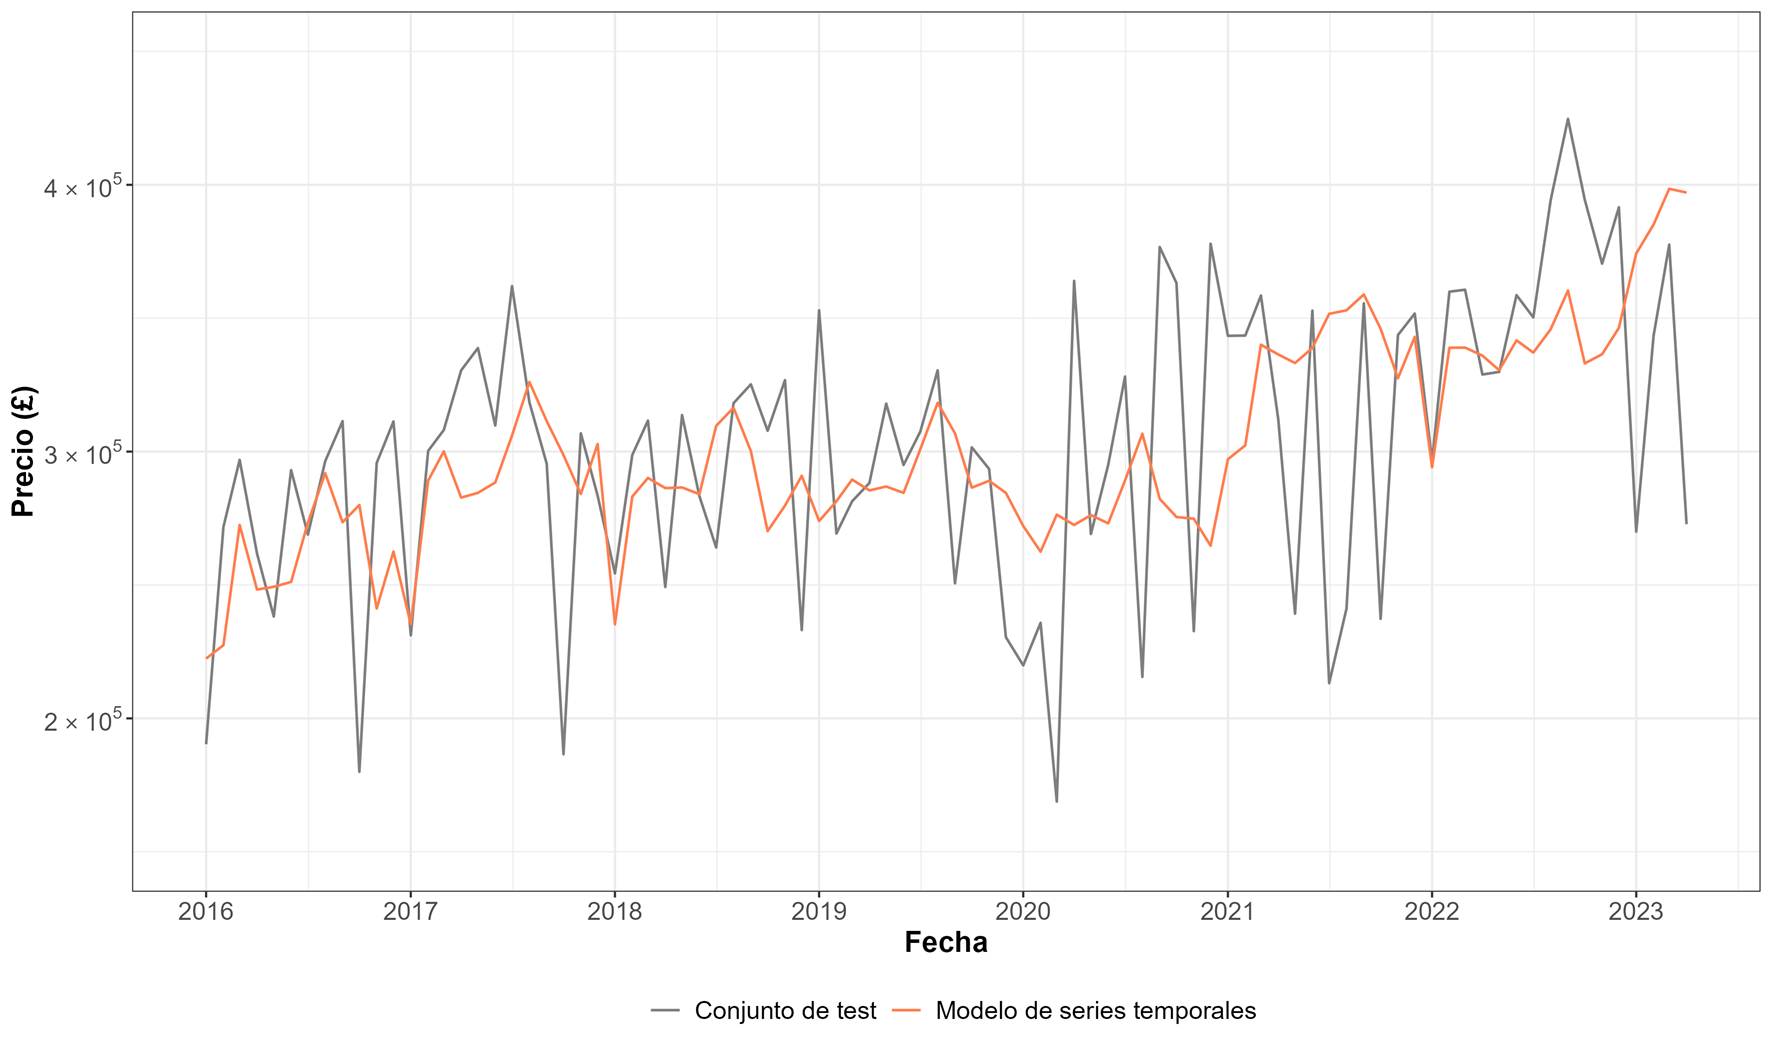 Precio (£)
4 × 10⁵
3 × 10⁵
2 × 10⁵
2016 2017 2018 2019 2020 2021 2022 2023
Fecha
Conjunto de test Modelo de series temporales